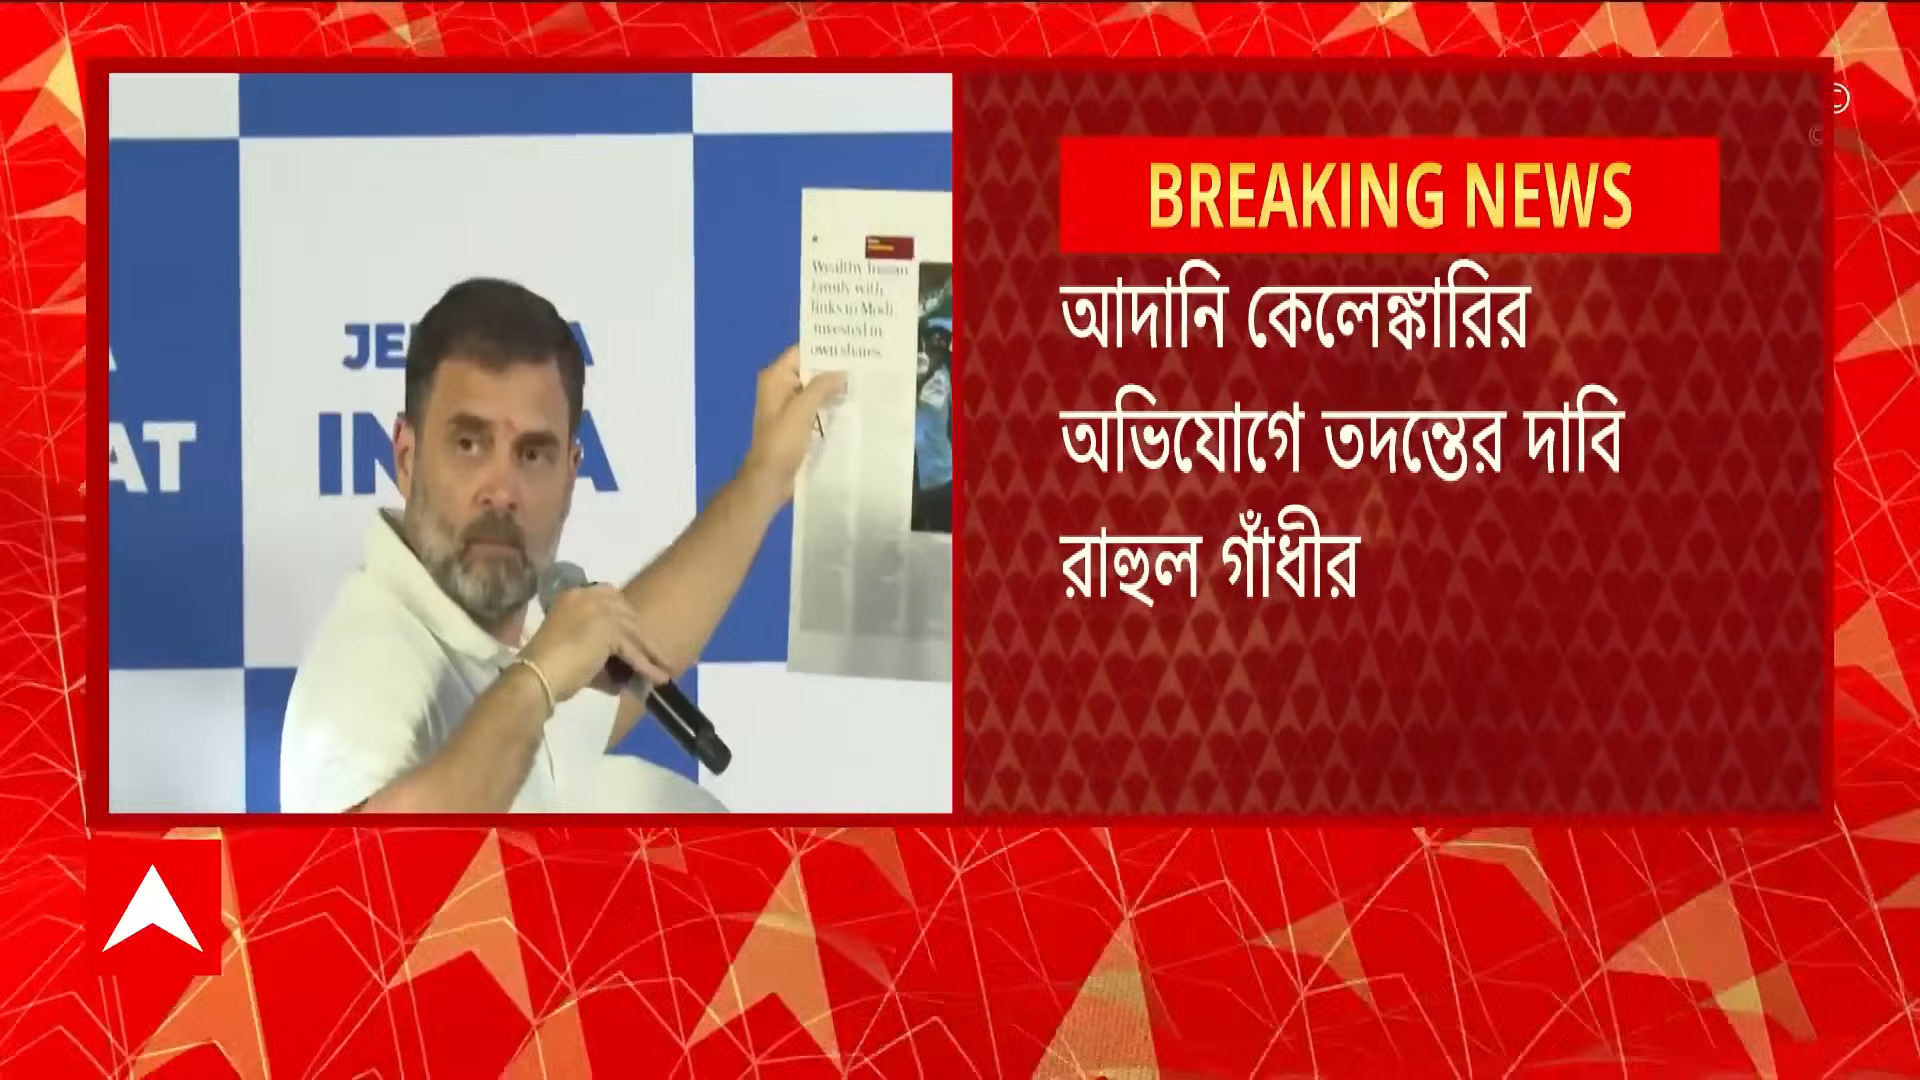 BREAKING NEWS
আদানি কেলেঙ্কারির
অভিযোগে তদন্তের দাবি
রাহুল গাঁধীর
Wealthy Indian
family with
links to Modi
invested in
own shares
A
JE
A
IN A
AT
©
©